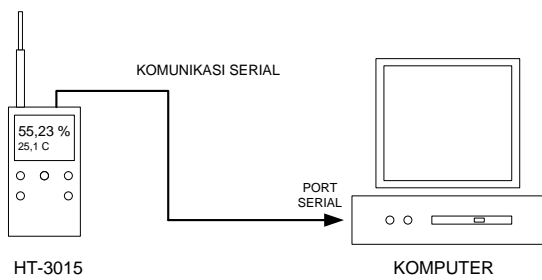 KOMUNIKASI SERIAL
55,23 %
25,1 C
PORT
SERIAL
HT-3015
KOMPUTER